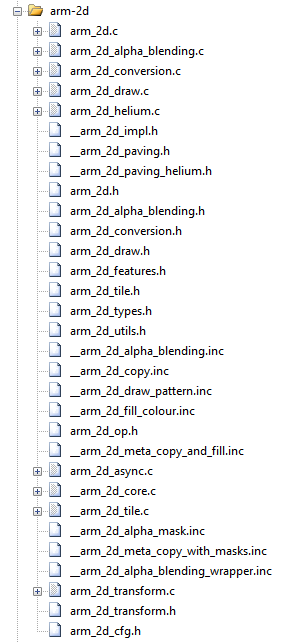 arm-2d
arm_2d.c
arm_2d_alpha_blending.c
arm_2d_conversion.c
arm_2d_draw.c
arm_2d_helium.c
__arm_2d_impl.h
__arm_2d_paving.h
__arm_2d_paving_helium.h
arm_2d.h
arm_2d_alpha_blending.h
arm_2d_conversion.h
arm_2d_draw.h
arm_2d_features.h
arm_2d_tile.h
arm_2d_types.h
arm_2d_utils.h
__arm_2d_alpha_blending.inc
__arm_2d_copy.inc
__arm_2d_draw_pattern.inc
__arm_2d_fill_colour.inc
arm_2d_op.h
__arm_2d_meta_copy_and_fill.inc
arm_2d_async.c
__arm_2d_core.c
__arm_2d_tile.c
__arm_2d_alpha_mask.inc
__arm_2d_meta_copy_with_masks.inc
__arm_2d_alpha_blending_wrapper.inc
arm_2d_transform.c
arm_2d_transform.h
arm_2d_cfg.h